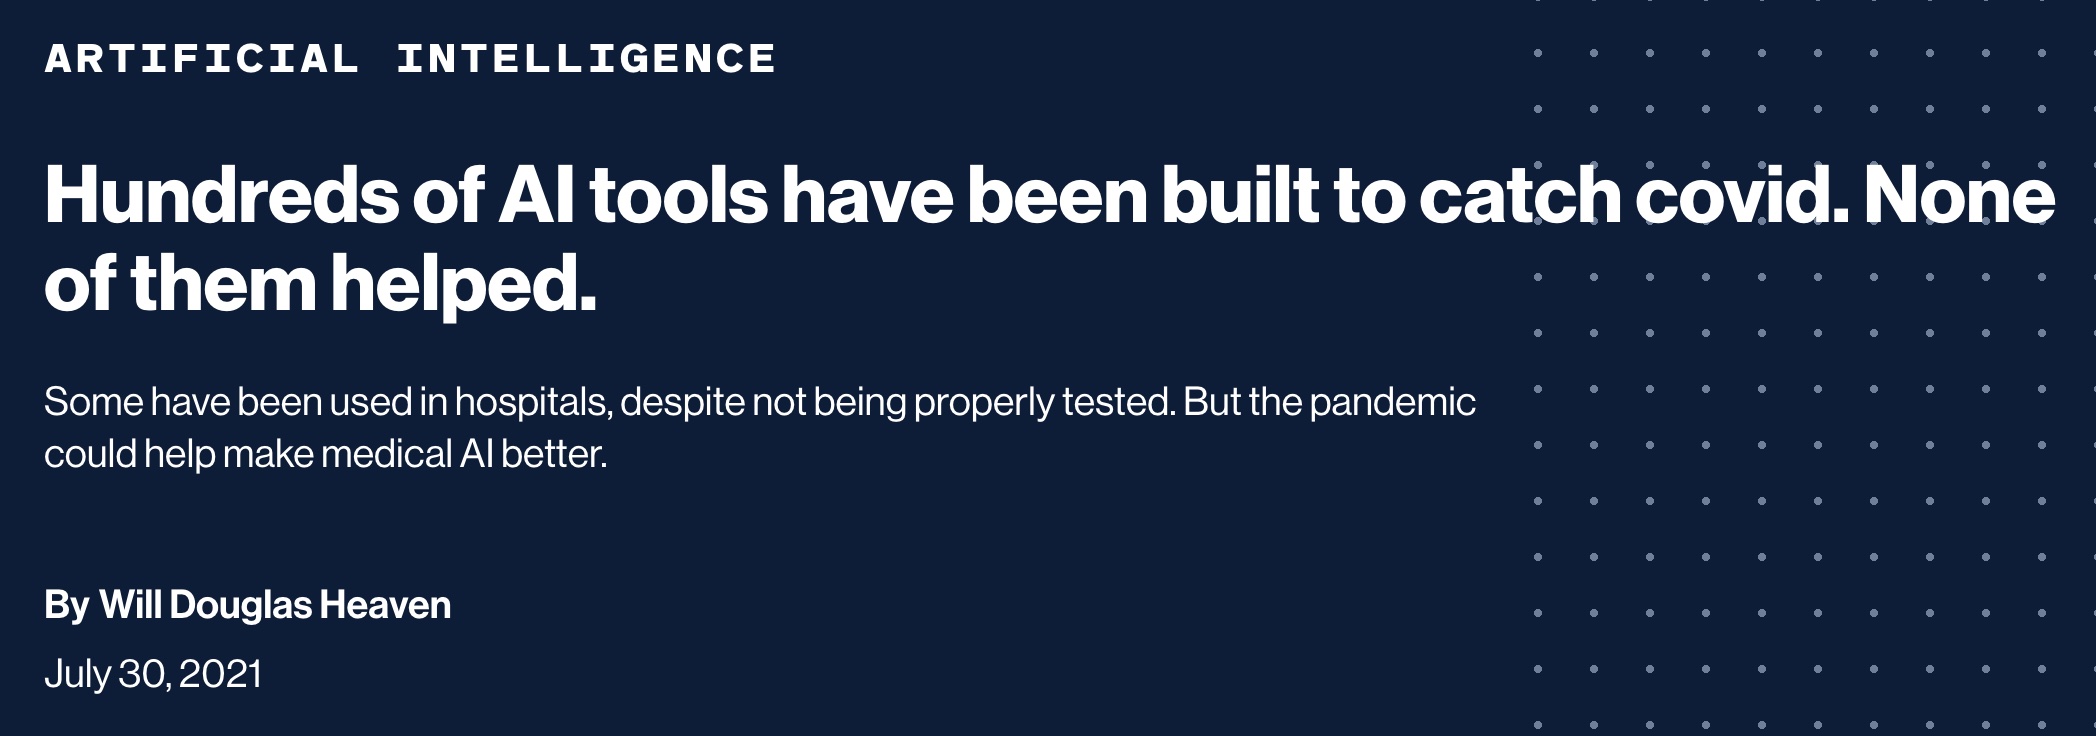 ARTIFICIAL INTELLIGENCE
Hundreds of AI tools have been built to catch covid. None
of them helped.
Some have been used in hospitals, despite not being properly tested. But the pandemic
could help make medical AI better.
By Will Douglas Heaven
July 30, 2021